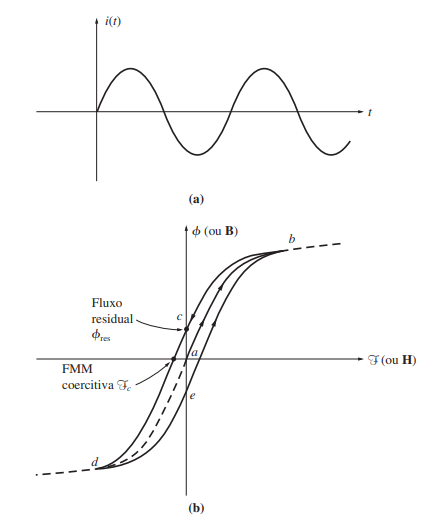 i(t)
t
(a)
ϕ (ou B)
b
Fluxo
residual
ϕres
c
a
ℱ (ou H)
FMM
coercitiva ℱc
e
d
(b)